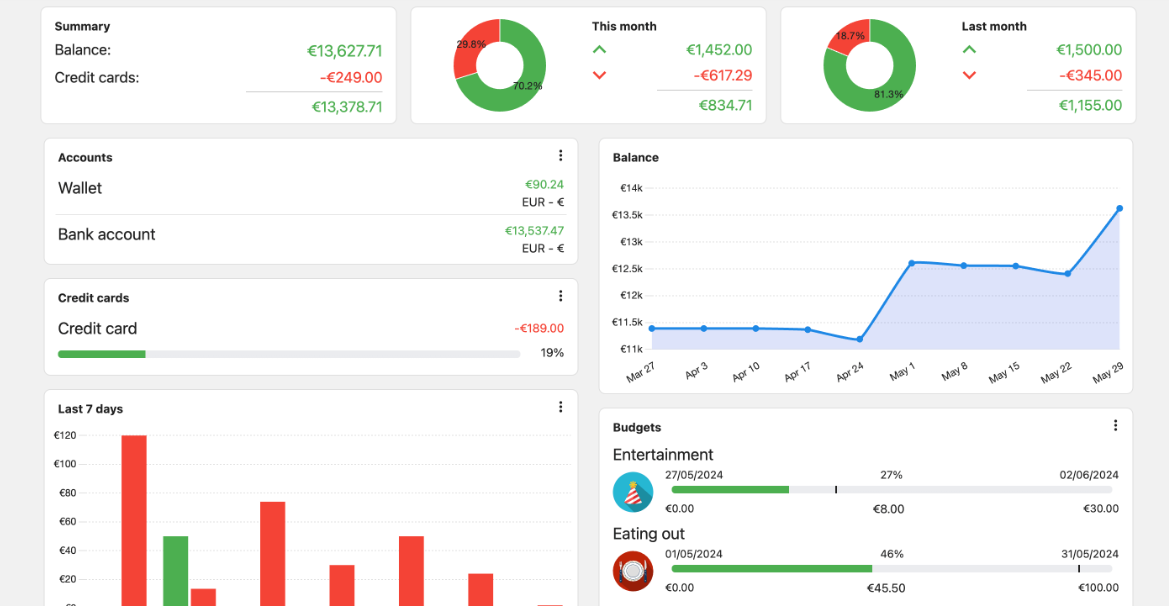 Summary
Balance: €13,627.71
Credit cards: -€249.00
€13,378.71
29.8%
70.2%
This month
€1,452.00
-€617.29
€834.71
18.7%
81.3%
Last month
€1,500.00
-€345.00
€1,155.00
Accounts
Wallet €90.24
EUR - €
Bank account €13,537.47
EUR - €
Credit cards
Credit card -€189.00
19%
Last 7 days
€120
€100
€80
€60
€40
€20
Balance
€14k
€13.5k
€13k
€12.5k
€12k
€11.5k
€11k
Mar 27 Apr 3 Apr 10 Apr 17 Apr 24 May 1 May 8 May 15 May 22 May 29
Budgets
Entertainment
27/05/2024 27% 02/06/2024
€0.00 €8.00 €30.00
Eating out
01/05/2024 46% 31/05/2024
€0.00 €45.50 €100.00